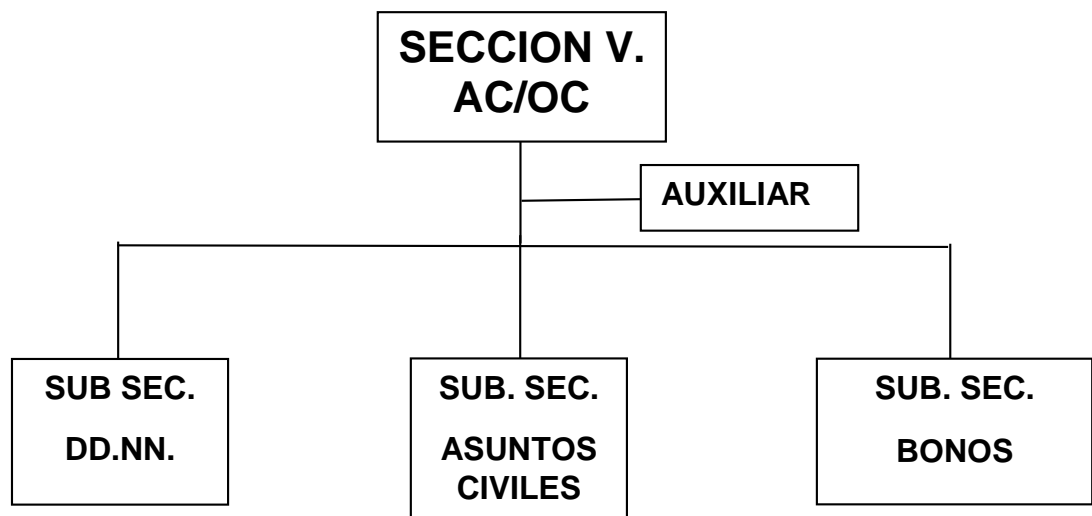 SECCION V.
AC/OC
AUXILIAR
SUB SEC.
DD.NN.
SUB. SEC.
ASUNTOS
CIVILES
SUB. SEC.
BONOS